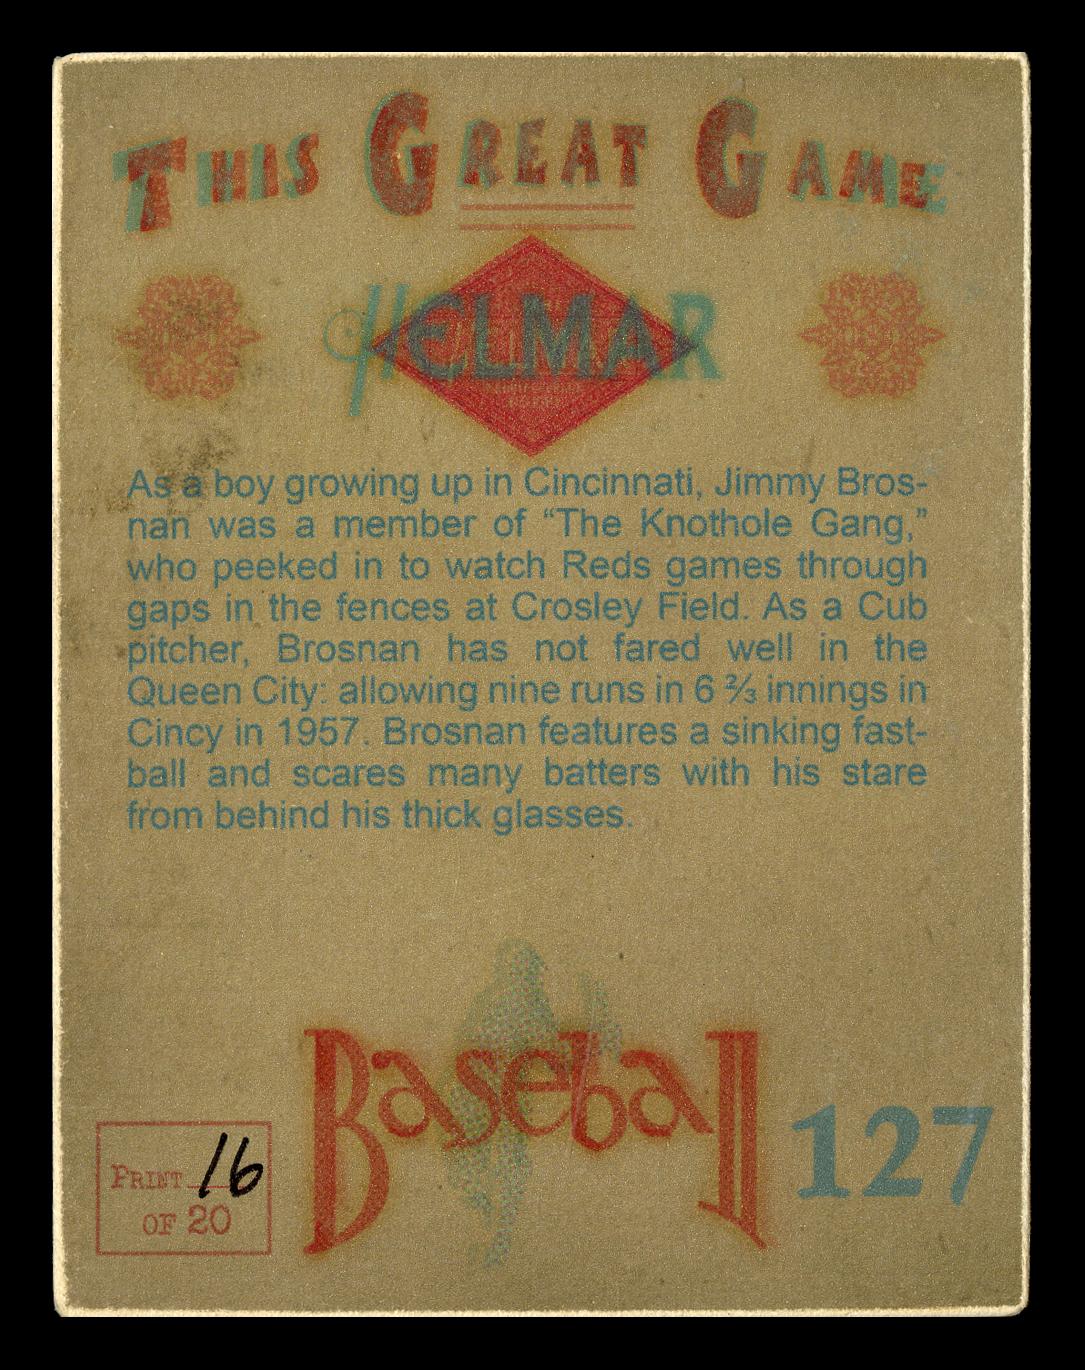 THIS GREAT GAME
HELMAR
As a boy growing up in Cincinnati, Jimmy Bros-
nan was a member of “The Knothole Gang,”
who peeked in to watch Reds games through
gaps in the fences at Crosley Field. As a Cub
pitcher, Brosnan has not fared well in the
Queen City: allowing nine runs in 6 ⅔ innings in
Cincy in 1957. Brosnan features a sinking fast-
ball and scares many batters with his stare
from behind his thick glasses.
Baseball
127
PRINT 16
OF 20